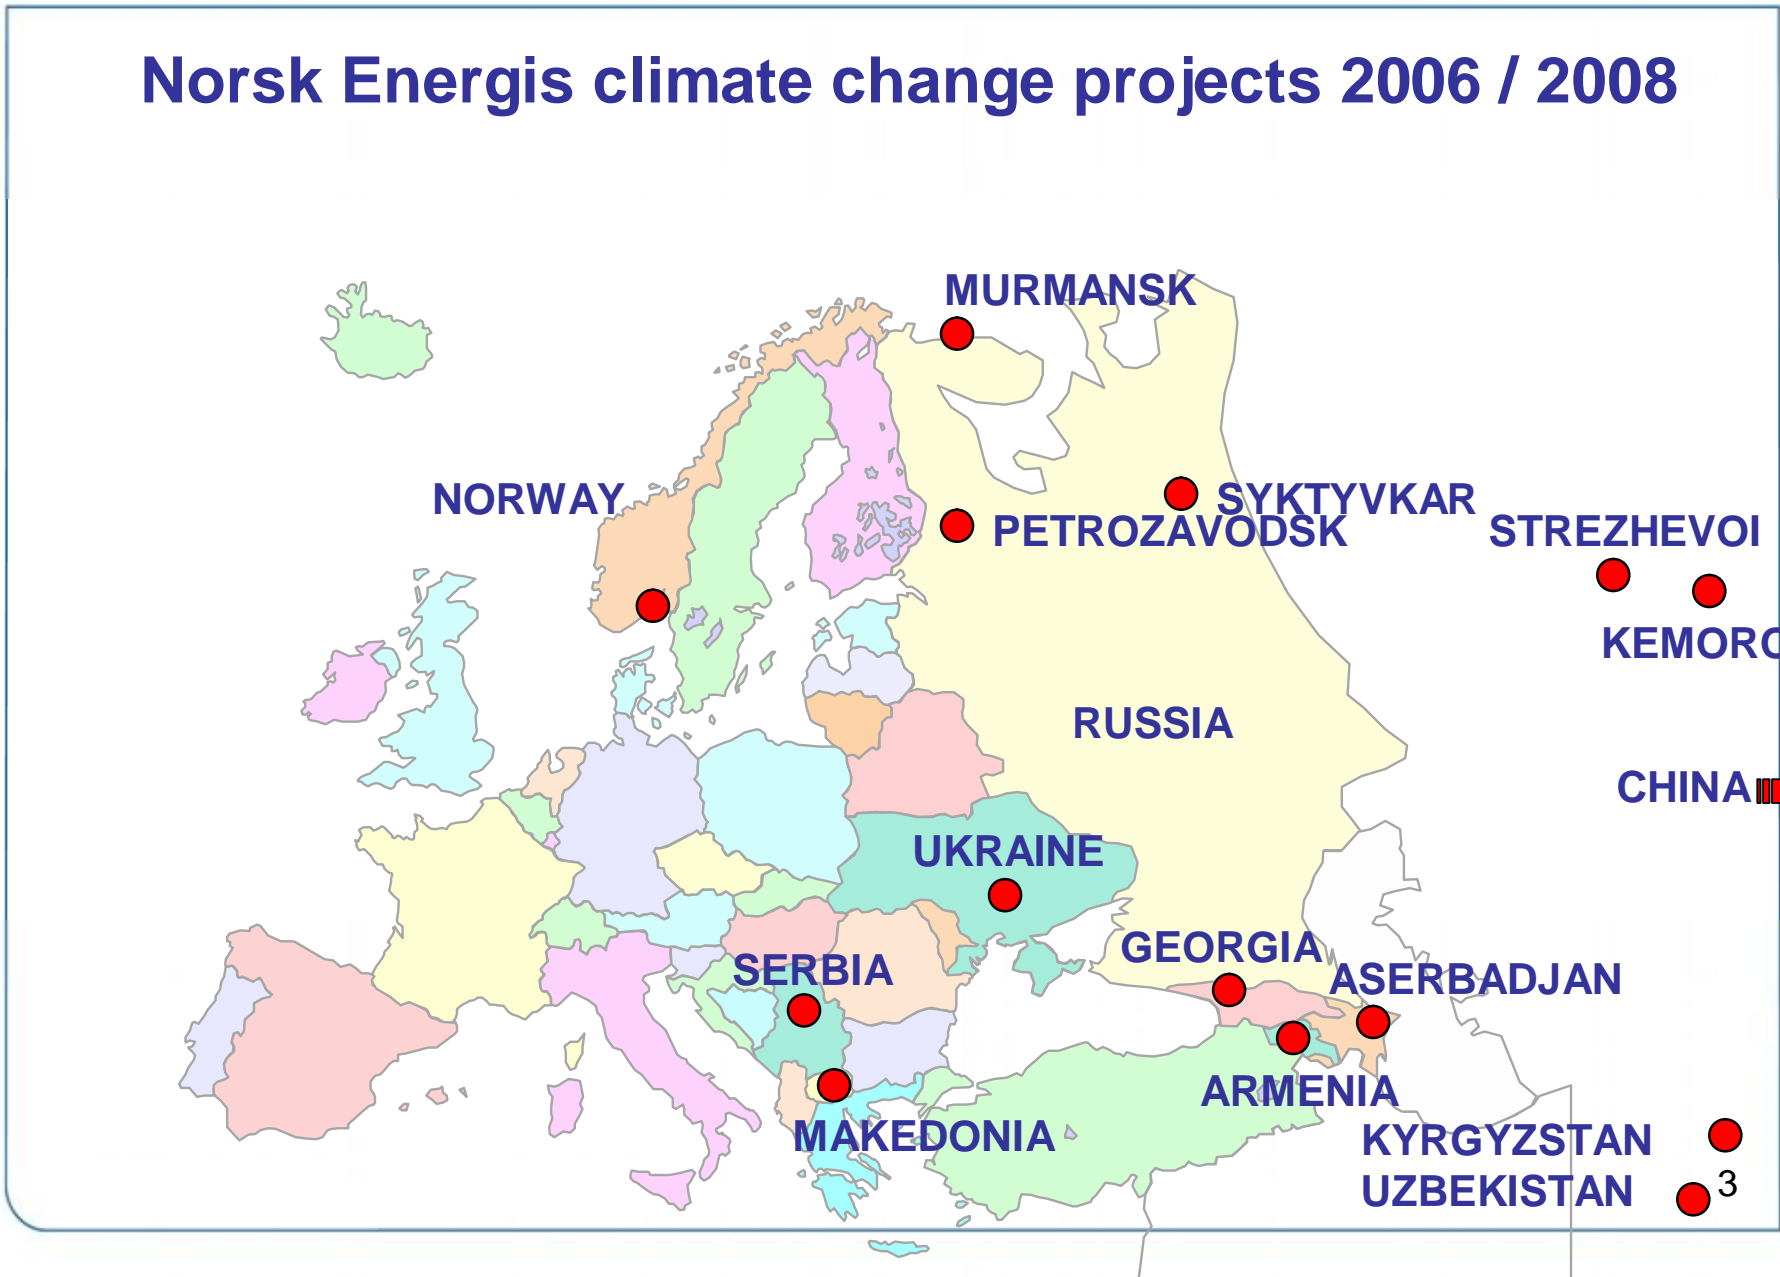 Norsk Energis climate change projects 2006 / 2008
MURMANSK
NORWAY
SYKTYVKAR
PETROZAVODSK
STREZHEVOI
KEMORO
RUSSIA
CHINA
UKRAINE
GEORGIA
SERBIA
ASERBADJAN
ARMENIA
MAKEDONIA
KYRGYZSTAN
UZBEKISTAN
3